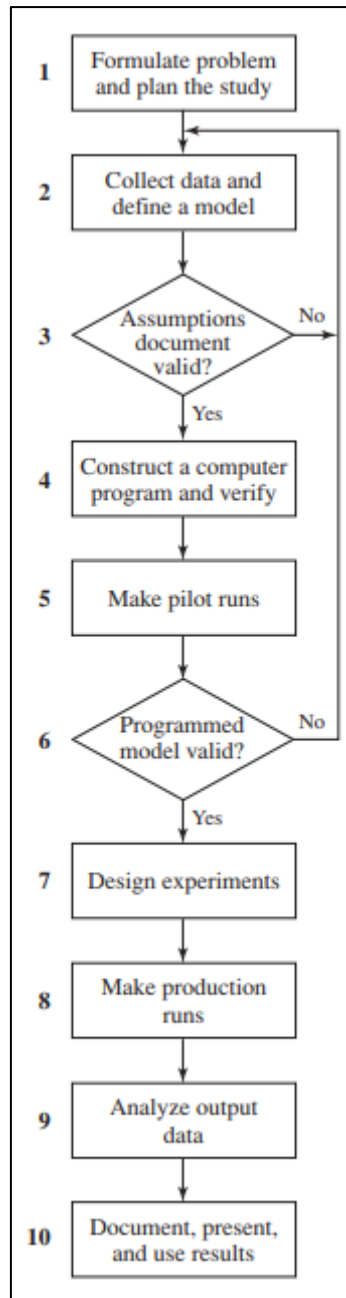 1
Formulate problem
and plan the study
2
Collect data and
define a model
3
Assumptions
document
valid?
No
Yes
4
Construct a computer
program and verify
5
Make pilot runs
6
Programmed
model valid?
No
Yes
7
Design experiments
8
Make production
runs
9
Analyze output
data
10
Document, present,
and use results